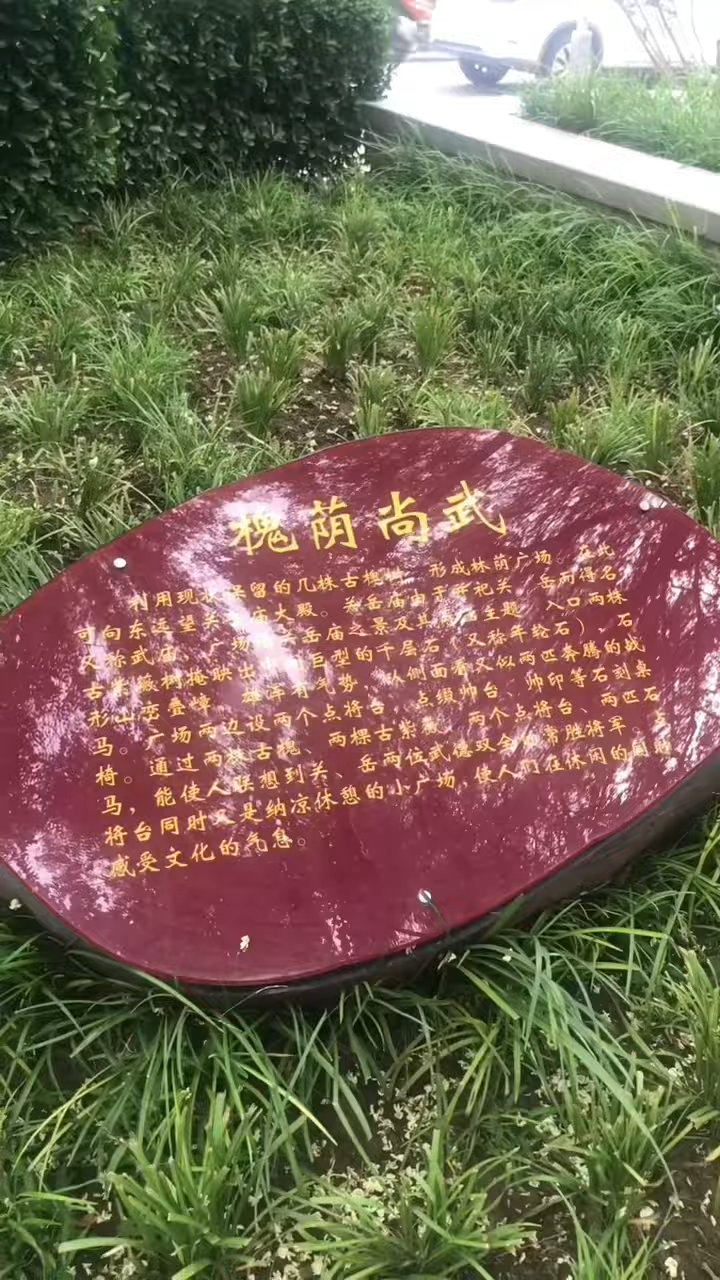 槐荫尚武
利用现状保留的几株古槐树，形成林荫广场，在此
可向东远望关岳庙大殿。关岳庙由于祭祀关、岳而得名
又称武庙，广场 关岳庙之景及其 主题，入口两株
古紫薇树掩映出 巨型的千层石（又称年轮石），石
形山峦叠嶂，雄浑有气势，从侧面看又似两匹奔腾的战
马。广场两边设两个点将台，点缀帅台、帅印等石刻桌
椅。通过两株古槐、两棵古紫薇、两个点将台、两匹石
马，能使人联想到关、岳两位武德双全的常胜将军。点
将台同时又是纳凉休憩的小广场，使人们在休闲的同时
感受文化的气息。